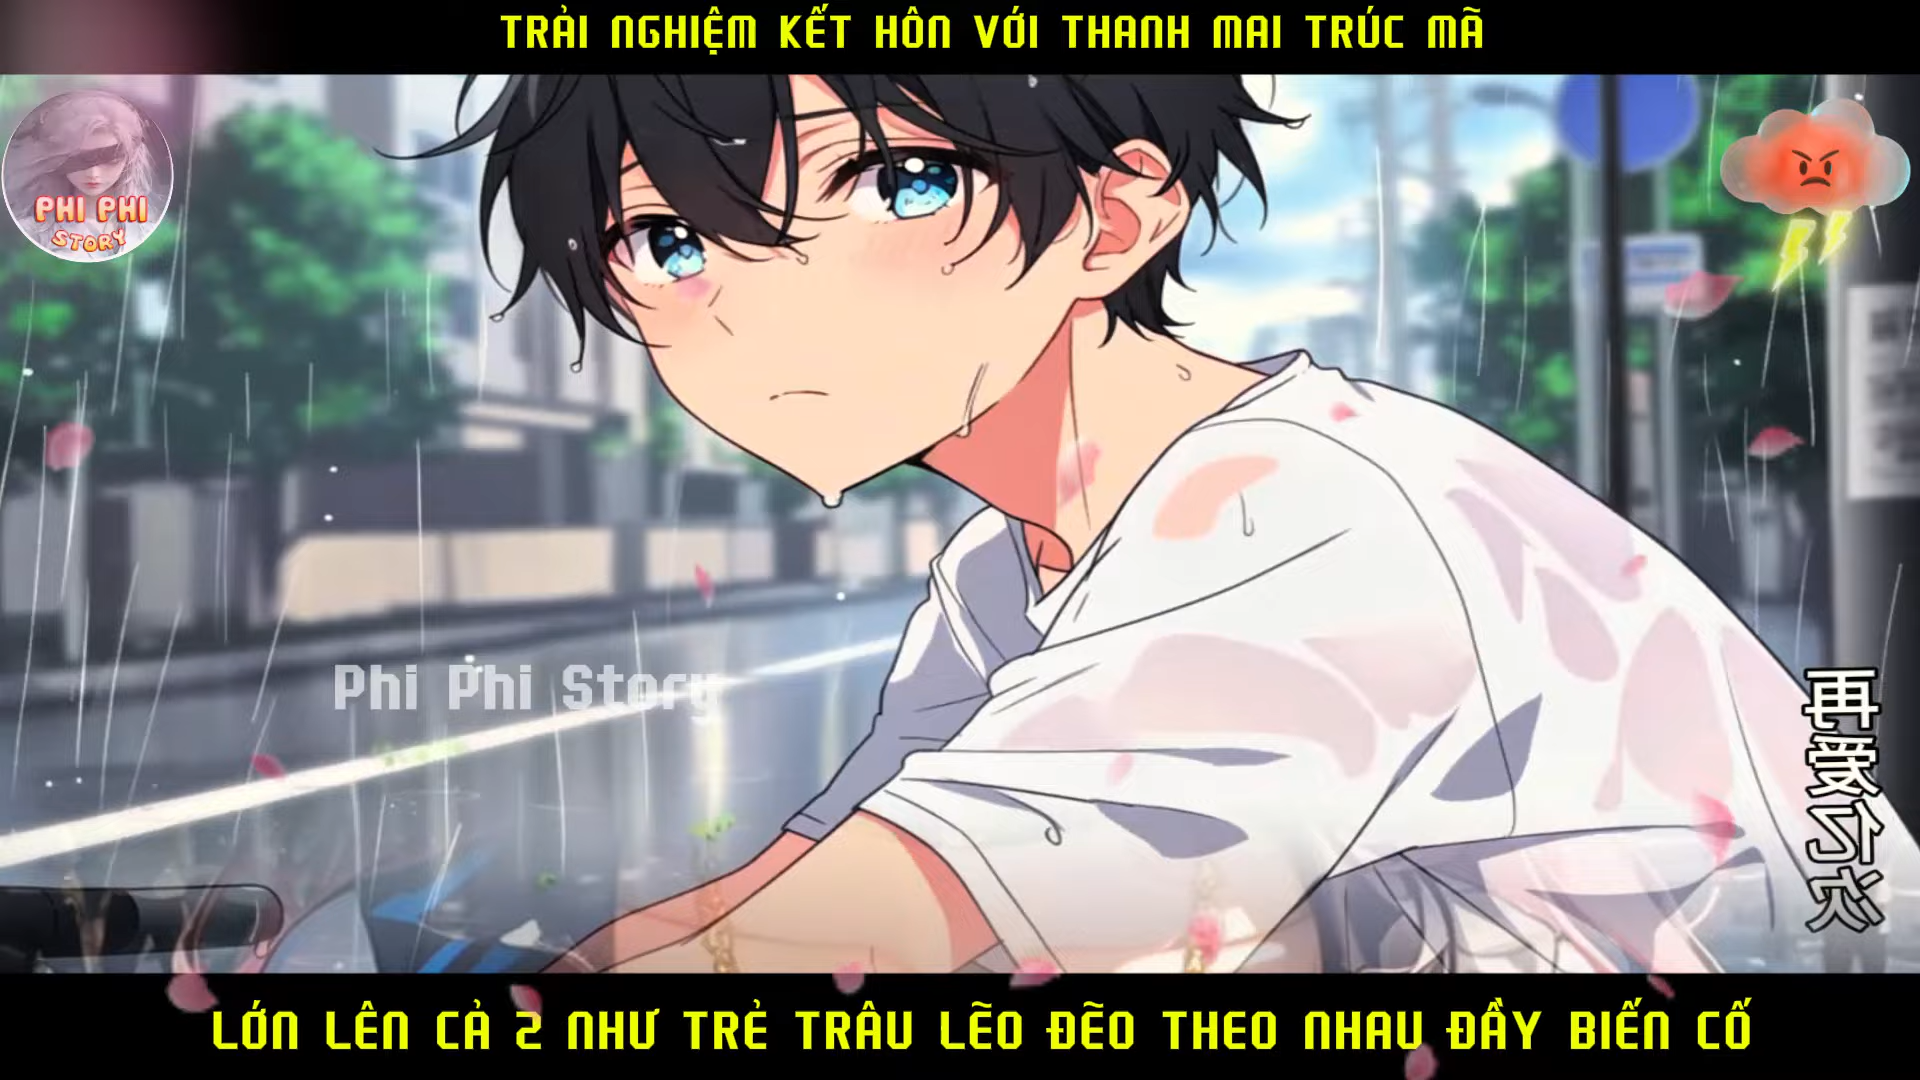 TRẢI NGHIỆM KẾT HÔN VỚI THANH MAI TRÚC MÃ
PHI PHI
STORY
Phi Phi Story
再爱亿次
LỚN LÊN CẢ 2 NHƯ TRẺ TRÂU LẼO ĐẼO THEO NHAU ĐẦY BIẾN CỐ